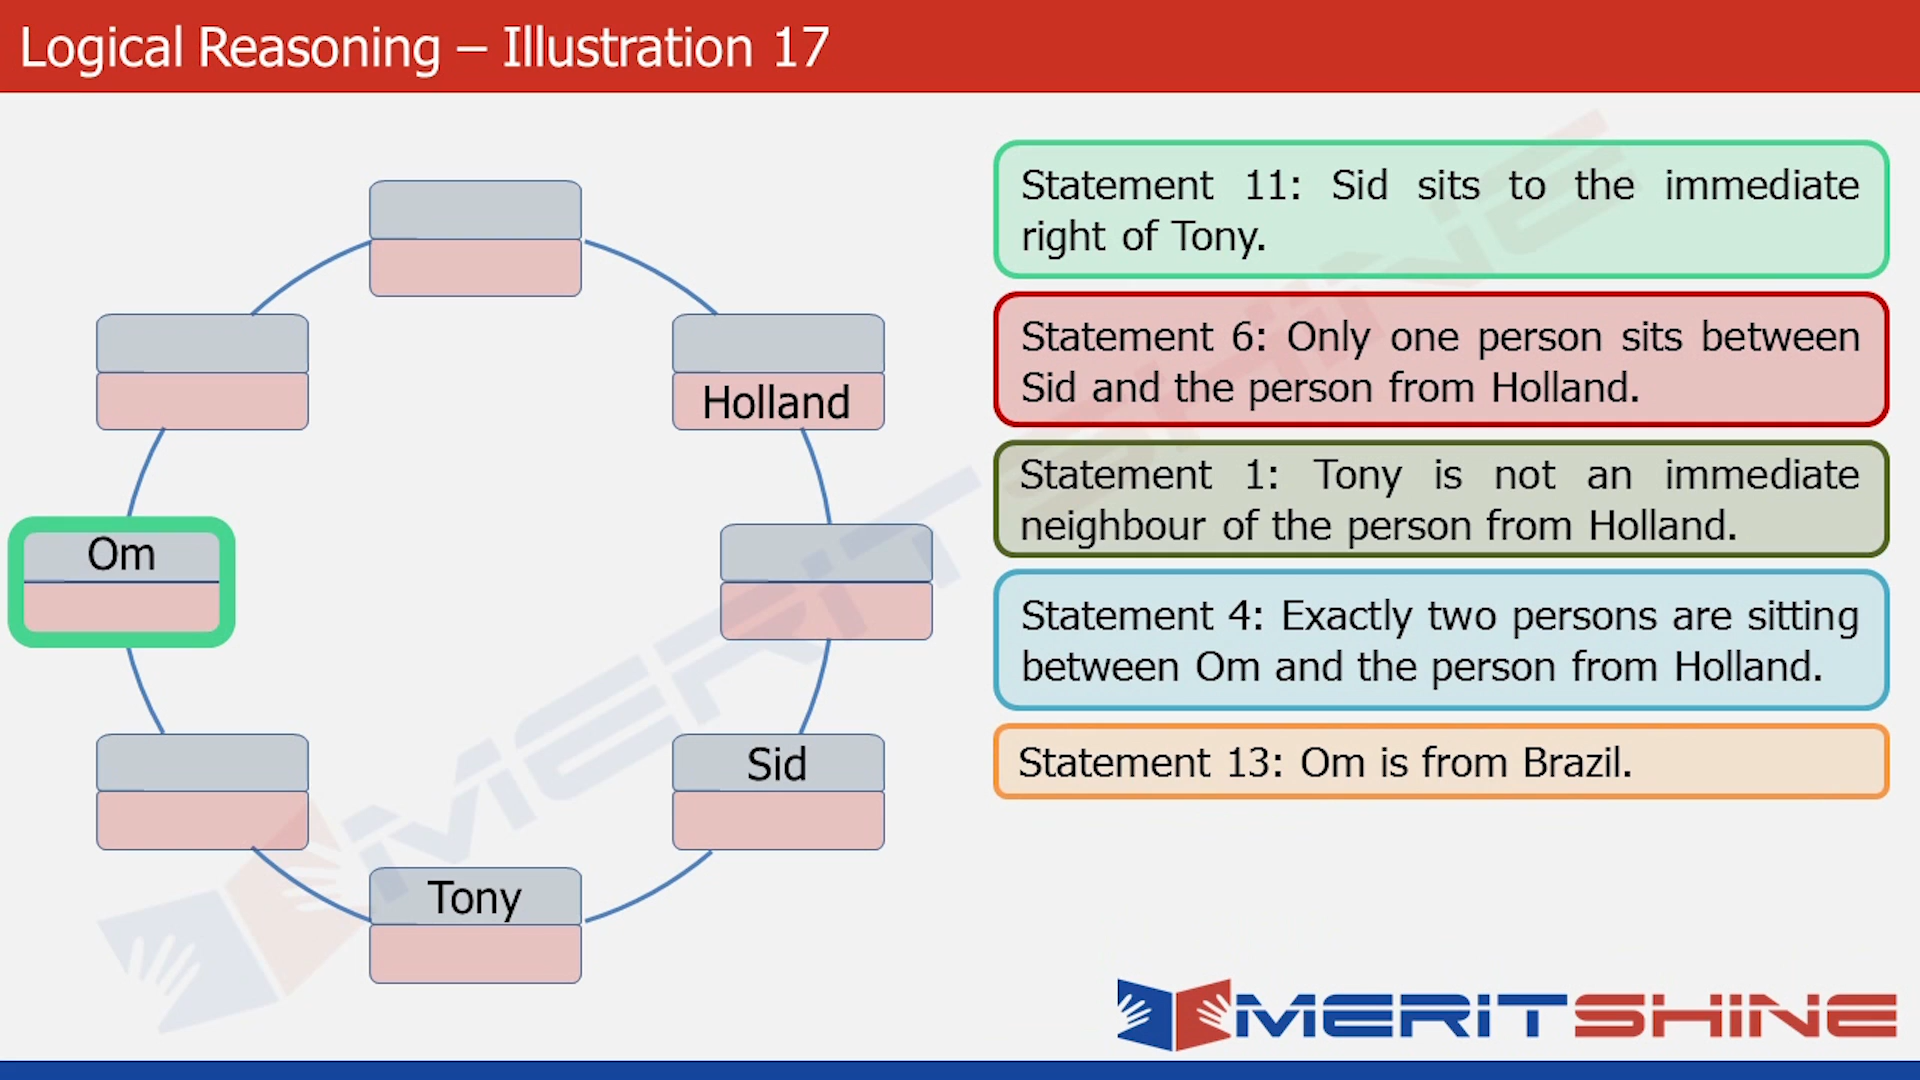 Logical Reasoning – Illustration 17
Statement 11: Sid sits to the immediate
right of Tony.
Statement 6: Only one person sits between
Sid and the person from Holland.
Statement 1: Tony is not an immediate
neighbour of the person from Holland.
Statement 4: Exactly two persons are sitting
between Om and the person from Holland.
Statement 13: Om is from Brazil.
Holland
Om
Sid
Tony
MERITSHINE
MERITSHINE